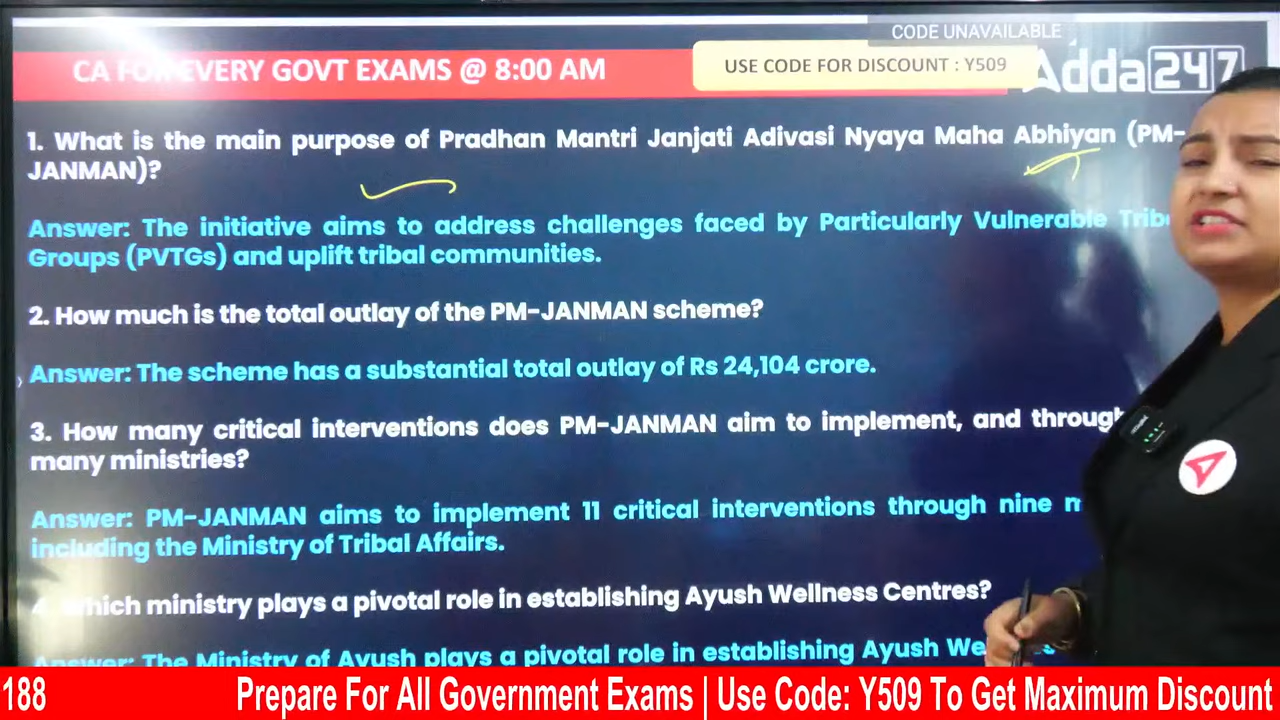 CODE UNAVAILABLE
CA FOR EVERY GOVT EXAMS @ 8:00 AM
USE CODE FOR DISCOUNT : Y509
Adda 247
1. What is the main purpose of Pradhan Mantri Janjati Adivasi Nyaya Maha Abhiyan (PM-
JANMAN)?
Answer: The initiative aims to address challenges faced by Particularly Vulnerable
Groups (PVTGs) and uplift tribal communities.
2. How much is the total outlay of the PM-JANMAN scheme?
Answer: The scheme has a substantial total outlay of Rs 24,104 crore.
3. How many critical interventions does PM-JANMAN aim to implement, and through
many ministries?
Answer: PM-JANMAN aims to implement 11 critical interventions through nine
including the Ministry of Tribal Affairs.
4. Which ministry plays a pivotal role in establishing Ayush Wellness Centres?
Answer: The Ministry of Ayush plays a pivotal role in establishing Ayush
188 Prepare For All Government Exams | Use Code: Y509 To Get Maximum Discount